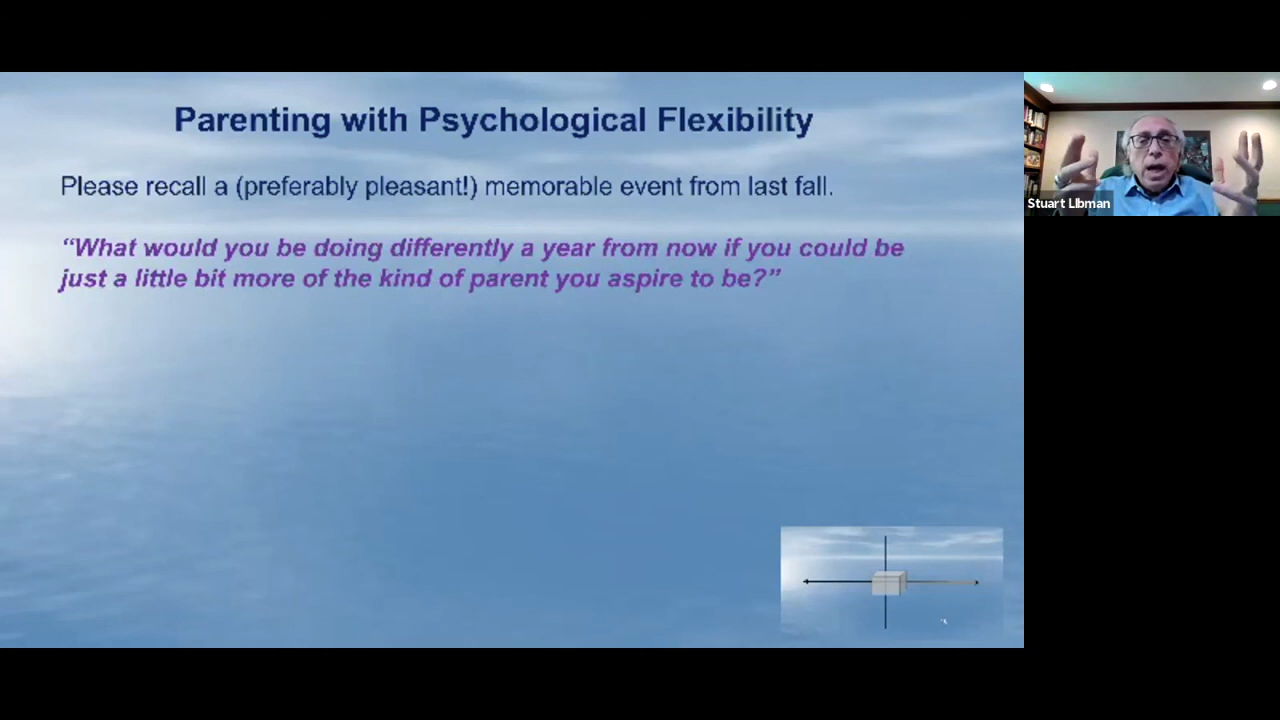 Parenting with Psychological Flexibility
Please recall a (preferably pleasant!) memorable event from last fall.
“What would you be doing differently a year from now if you could be
just a little bit more of the kind of parent you aspire to be?”
Stuart Libman